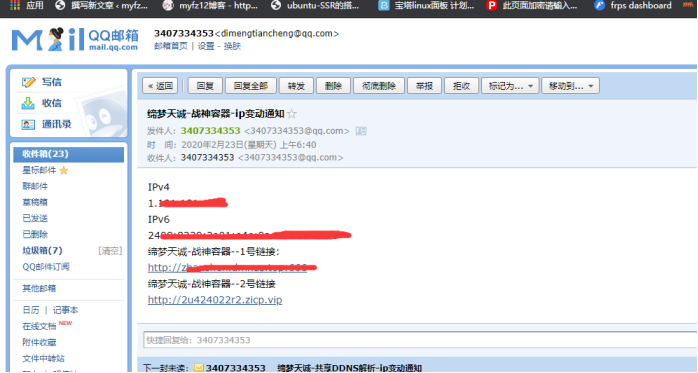 应用 撰写新文章 ‹ myfz... myfz12博客 – http... ubuntu-SSR的搭... 宝塔linux面板 计划... 此页面加密请输入... frps dashboard
Mail QQ邮箱 mail.qq.com
3407334353<dimengtiancheng@qq.com>
邮箱首页 | 设置 - 换肤
写信
收信
通讯录
收件箱(23)
星标邮件
群邮件
草稿箱
已发送
已删除
垃圾箱(7) [清空]
QQ邮件订阅
其他邮箱
日历 | 记事本
在线文档 NEW
附件收藏
文件中转站
« 返回 回复 回复全部 转发 删除 彻底删除 举报 拒收 标记为... 移动到...
缔梦天诚-战神容器-ip变动通知
发件人：3407334353 <3407334353@qq.com>
时 间：2020年2月23日(星期天) 上午6:40
收件人：3407334353 <3407334353@qq.com>
IPv4
IPv6
缔梦天诚-战神容器--1号链接:
缔梦天诚-战神容器--2号链接
http://2u424022r2.zicp.vip
快捷回复给：3407334353
下一封未读： 3407334353 缔梦天诚-共享DDNS解析-ip变动通知